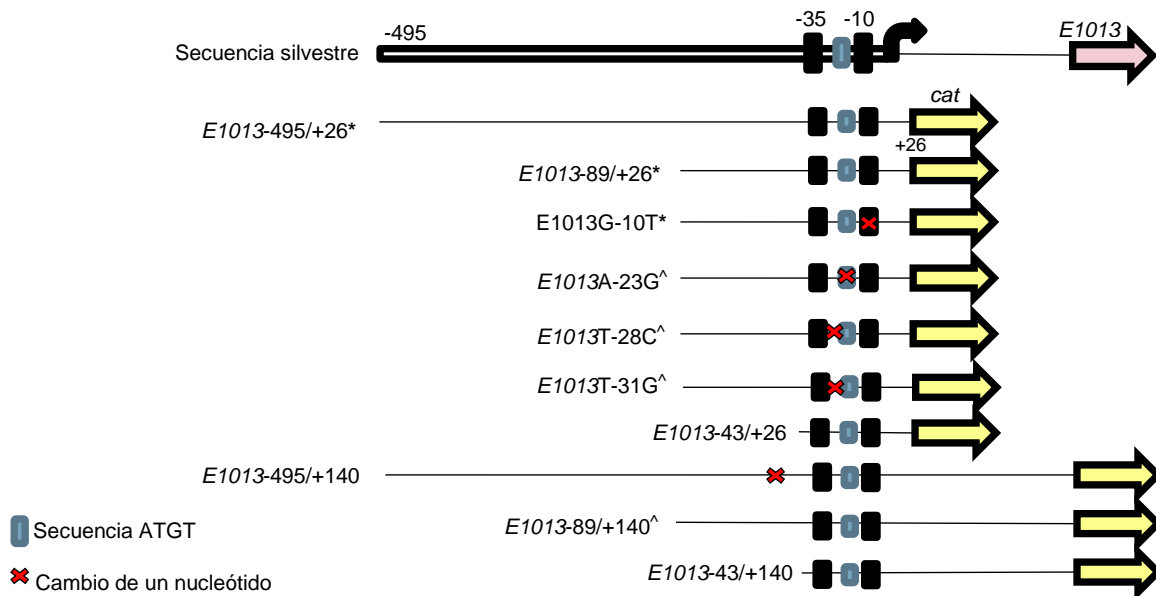 -35 -10
-495
E1013
Secuencia silvestre
cat
E1013-495/+26*
+26
E1013-89/+26*
E1013G-10T*
E1013A-23G^
E1013T-28C^
E1013T-31G^
E1013-43/+26
E1013-495/+140
Secuencia ATGT
E1013-89/+140^
Cambio de un nucleótido
E1013-43/+140